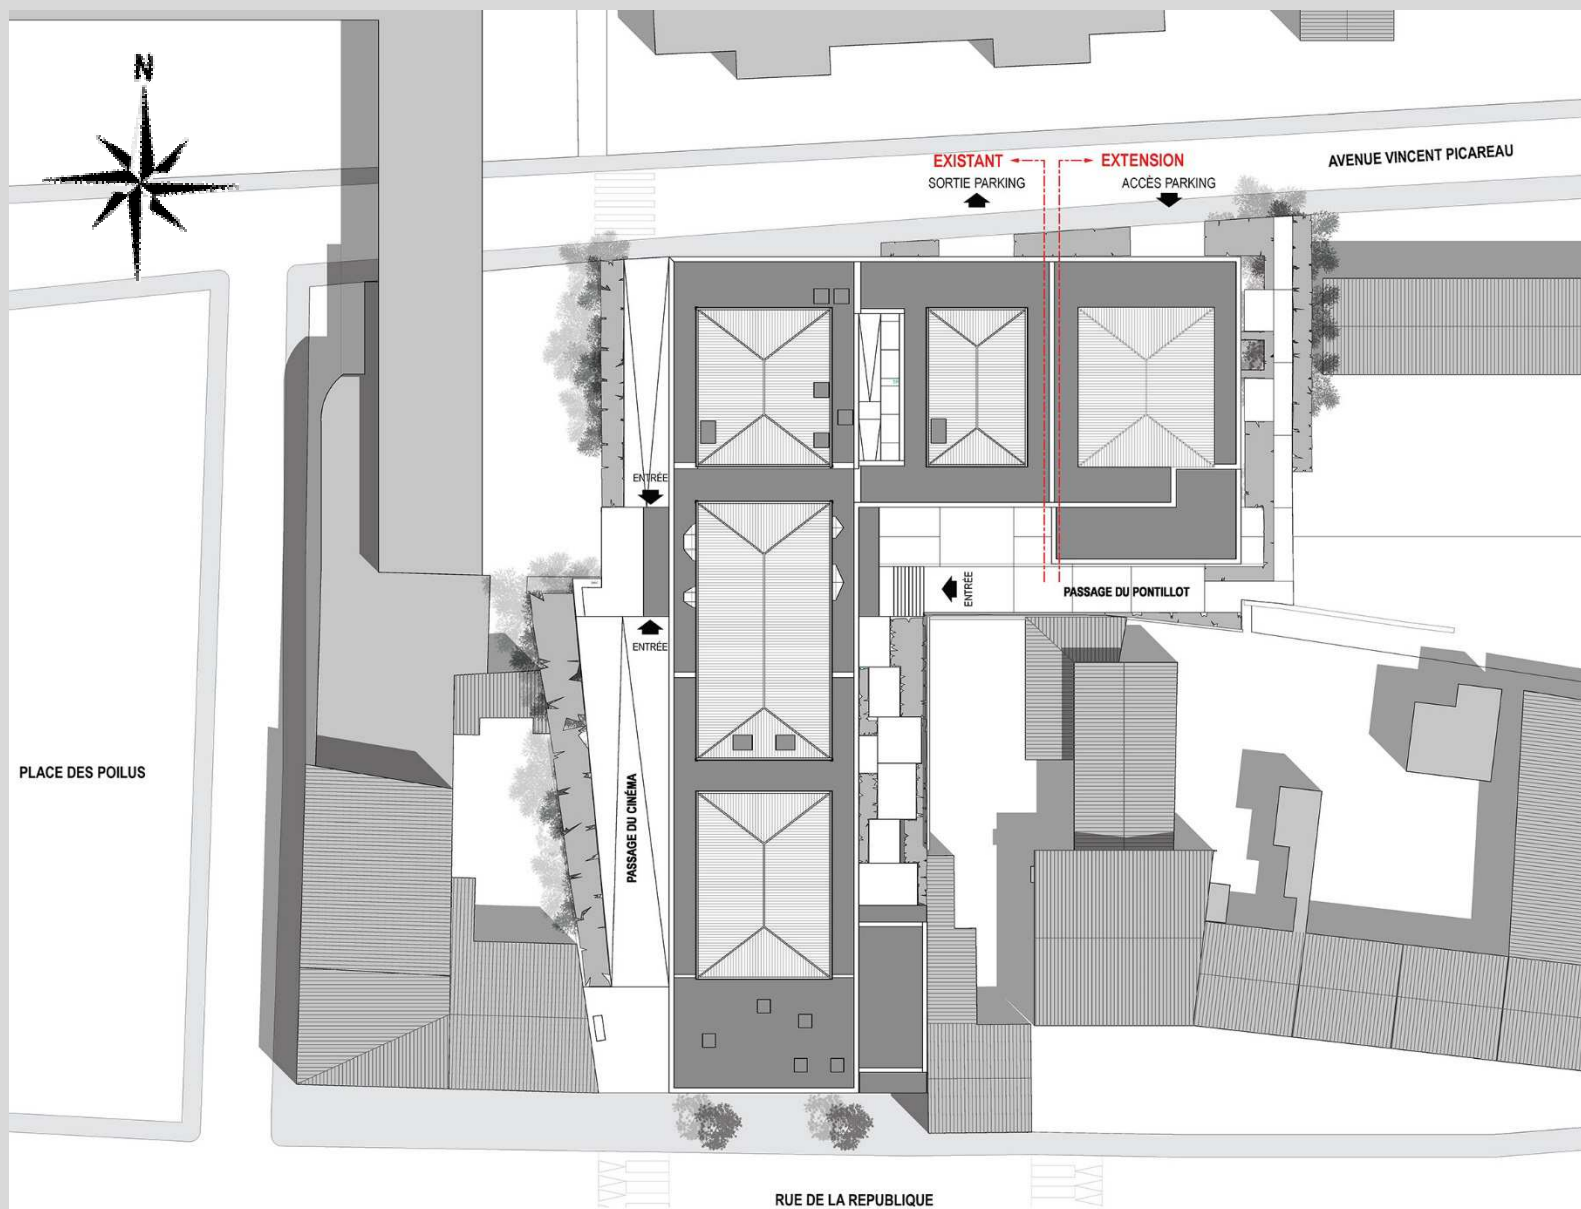 N
EXISTANT
EXTENSION
AVENUE VINCENT PICAREAU
SORTIE PARKING
ACCÈS PARKING
ENTRÉE
ENTRÉE
PASSAGE DU PONTILLOT
ENTRÉE
PLACE DES POILUS
PASSAGE DU CINÉMA
RUE DE LA REPUBLIQUE